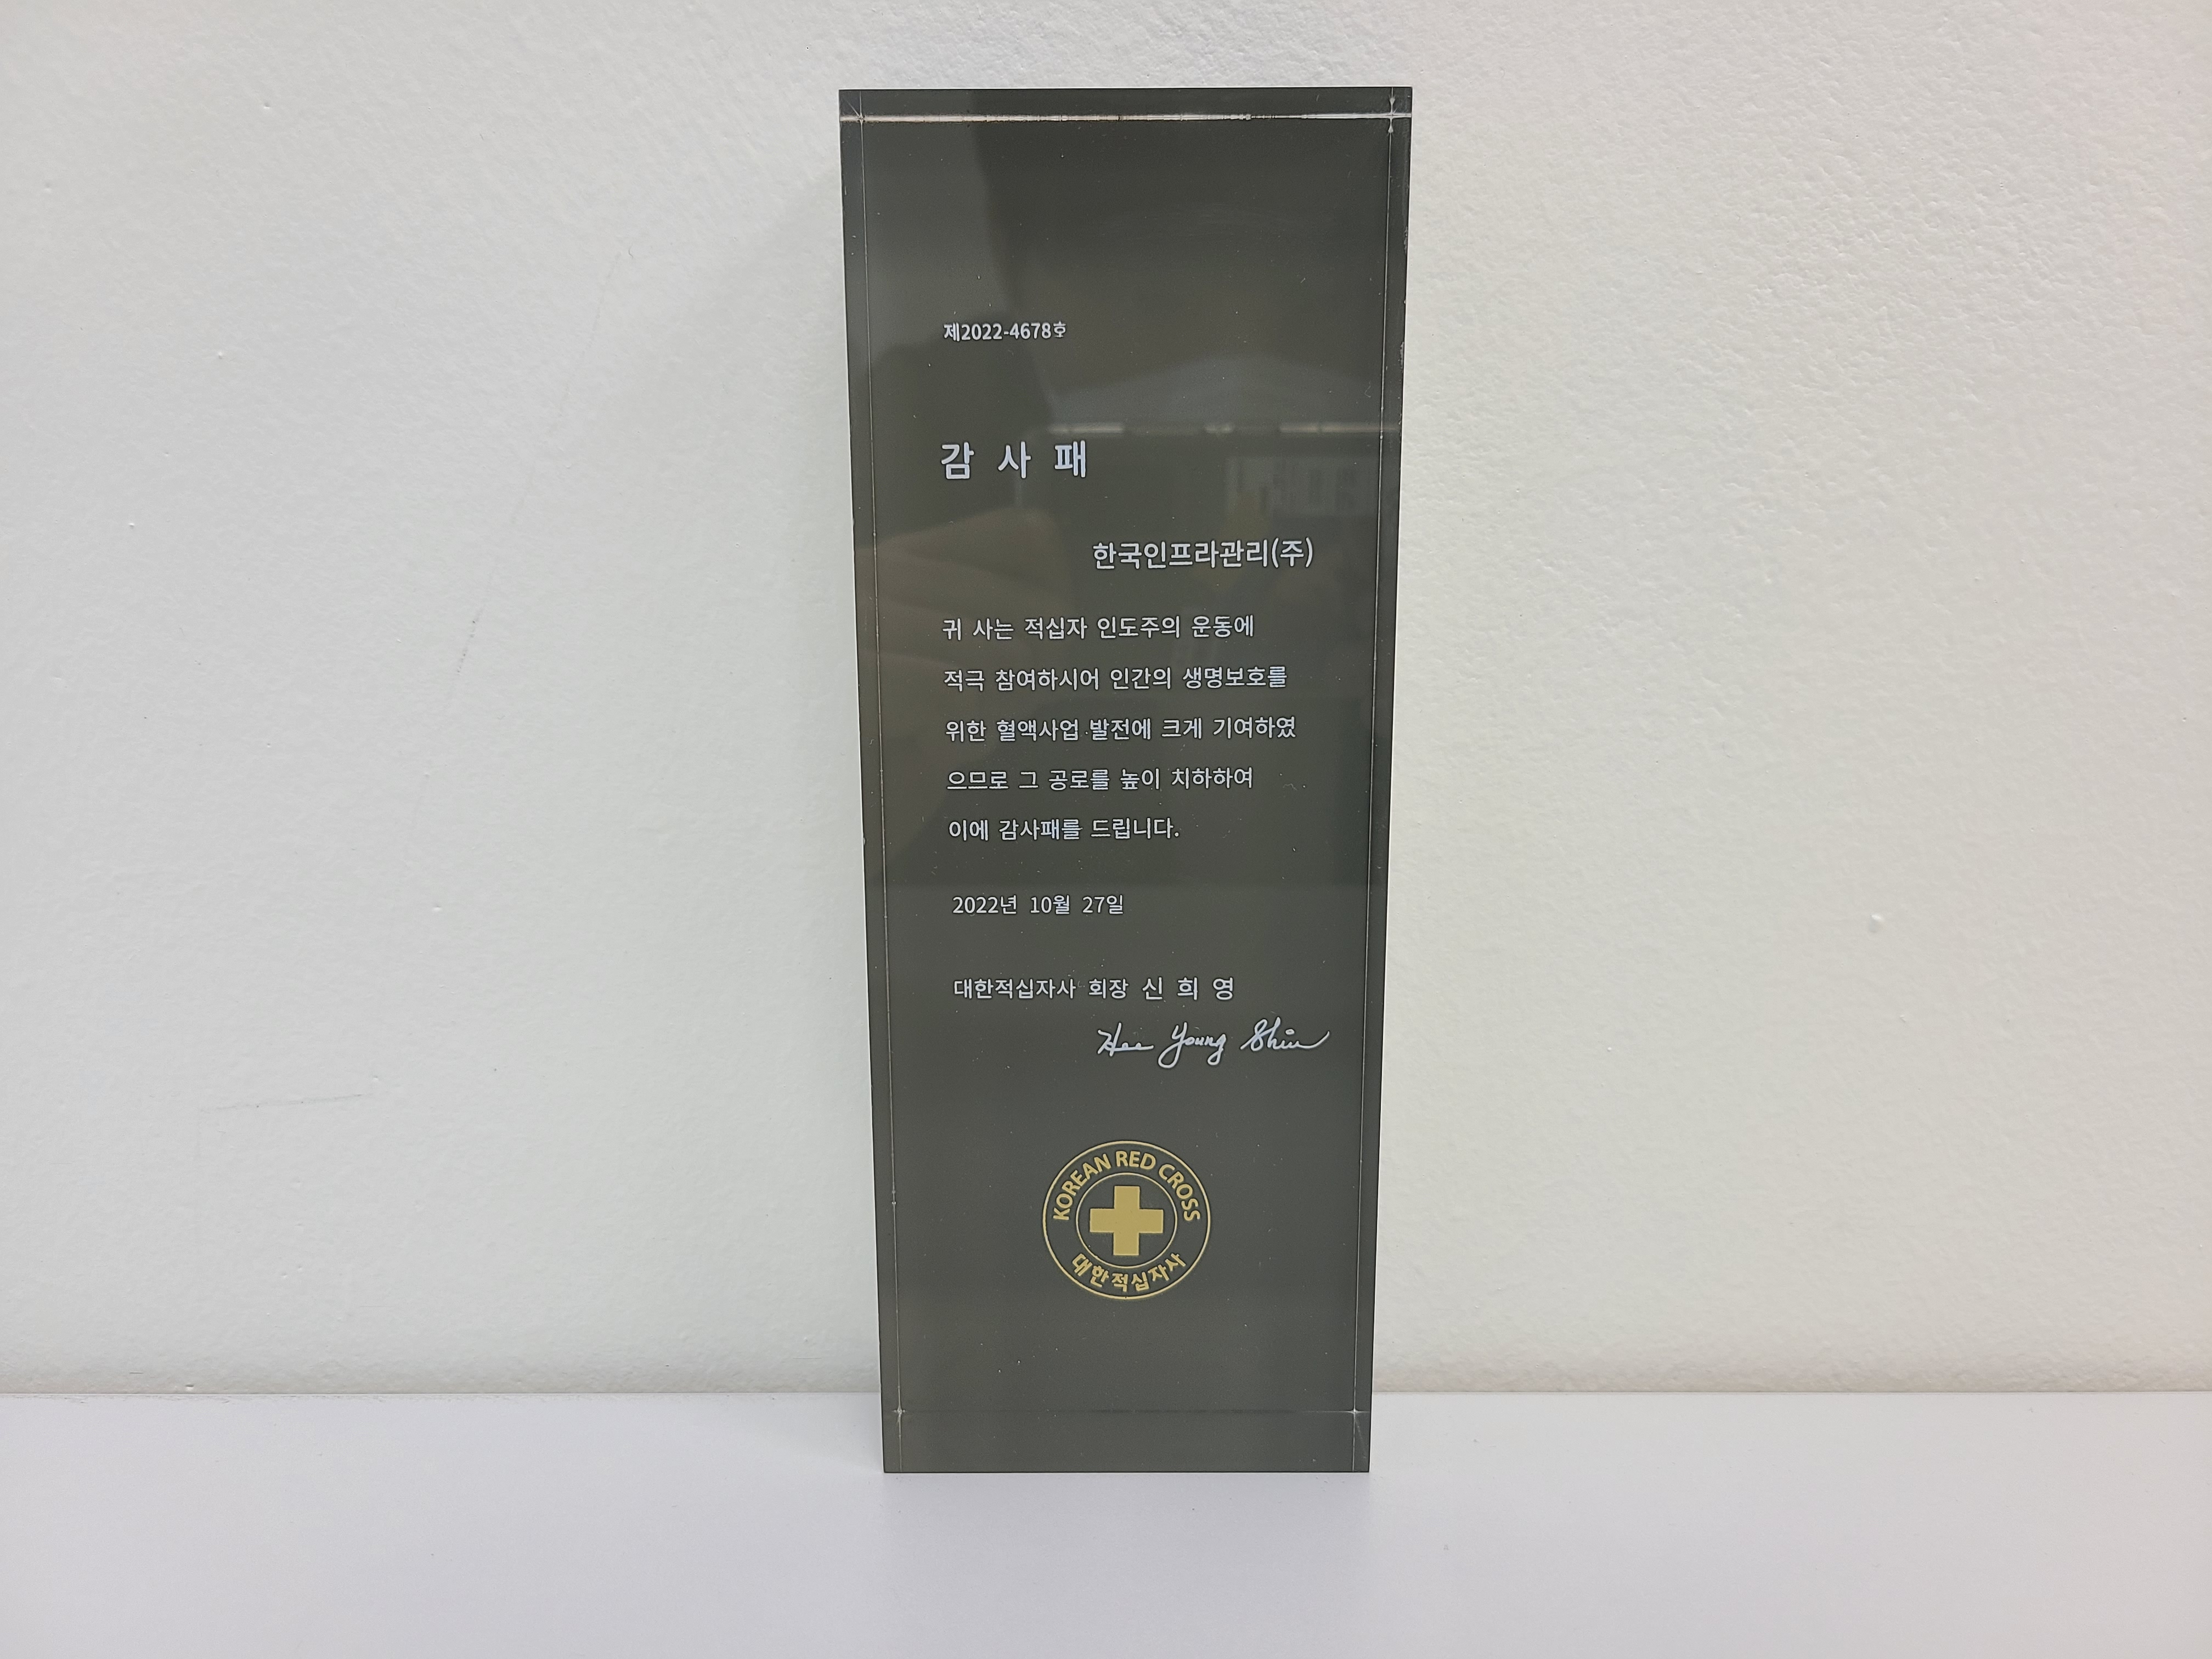 제2022-4678호
감 사 패
한국인프라관리(주)
귀 사는 적십자 인도주의 운동에
적극 참여하시어 인간의 생명보호를
위한 혈액사업 발전에 크게 기여하였
으므로 그 공로를 높이 치하하여
이에 감사패를 드립니다.
2022년 10월 27일
대한적십자사 회장 신 희 영
Hee Young Shin
KOREAN RED CROSS
대한적십자사